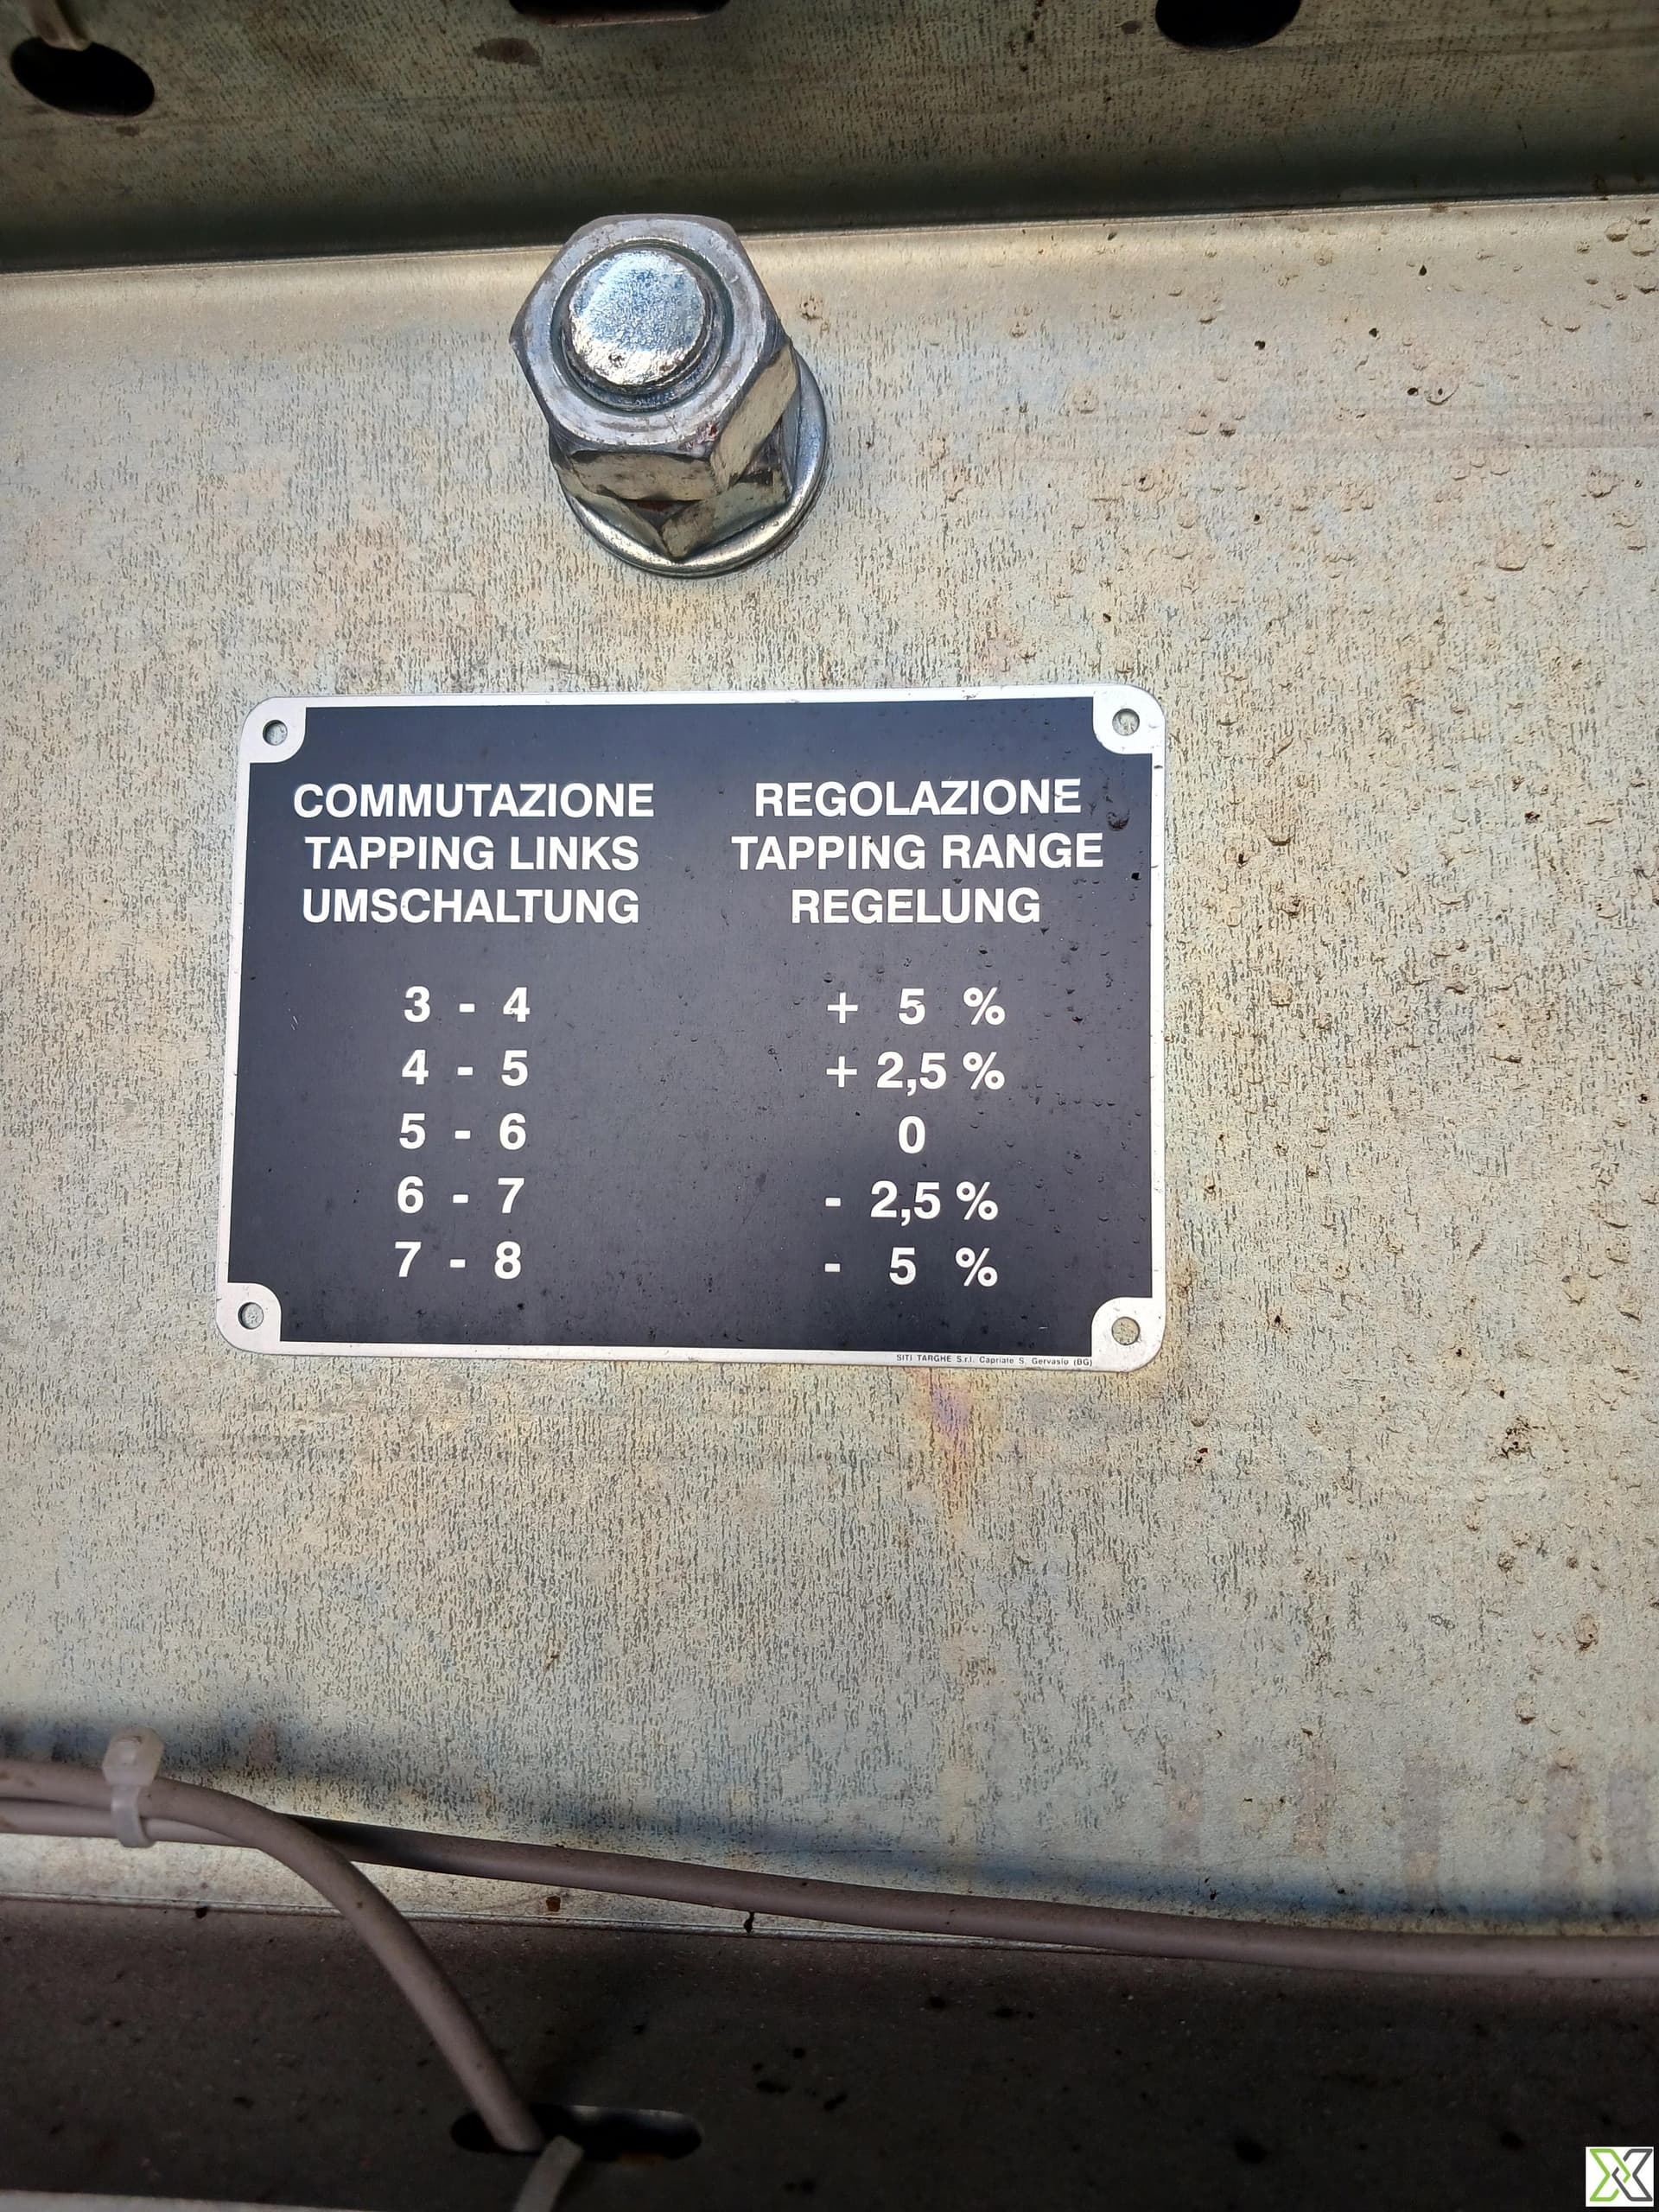 COMMUTAZIONE REGOLAZIONE
TAPPING LINKS TAPPING RANGE
UMSCHALTUNG REGELUNG
3 - 4 + 5 %
4 - 5 + 2,5 %
5 - 6 0
6 - 7 - 2,5 %
7 - 8 - 5 %
SITI TARGHE S.r.l. Capriate S. Gervasio (BG)